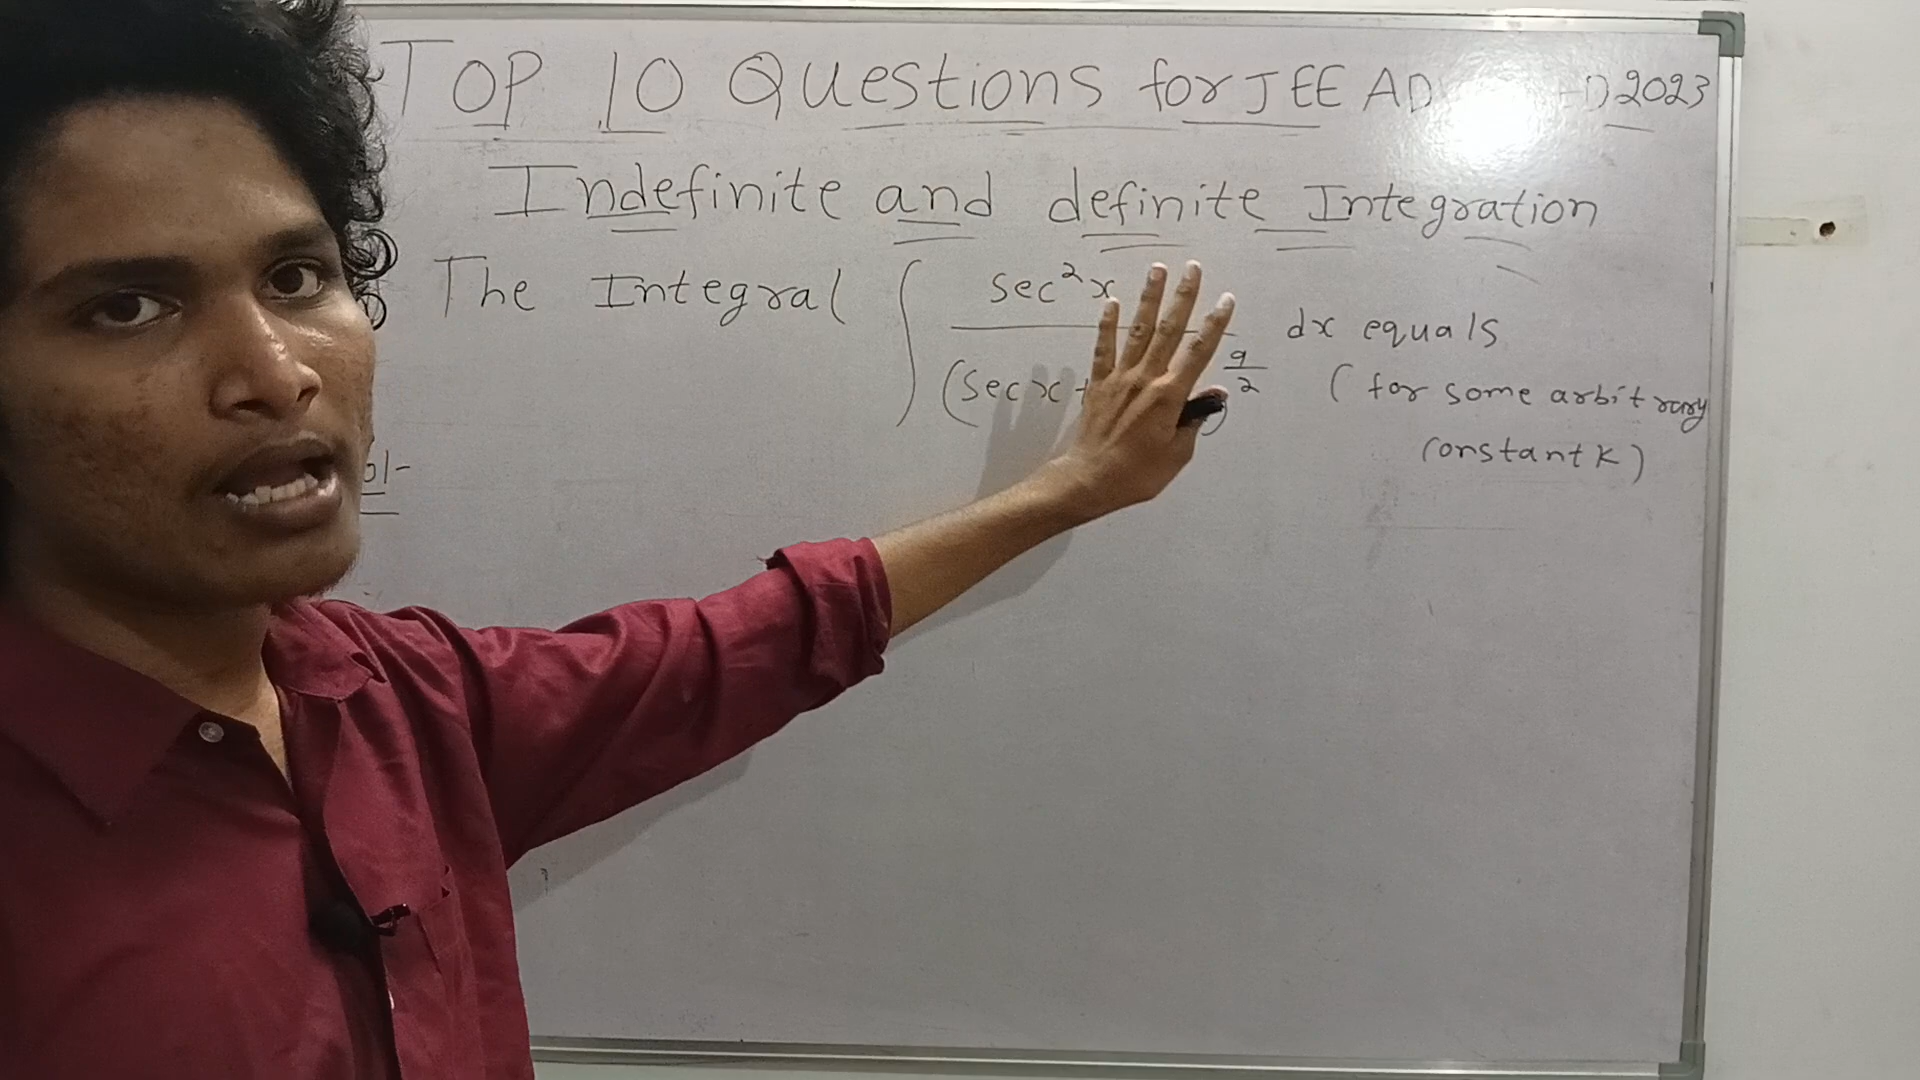 TOP 10 Questions for JEE AD 2023
Indefinite and definite Integration
The Integral ∫ sec²x / (sec x + )^9/2 dx equals
( for some arbitrary
constant K )
ol-